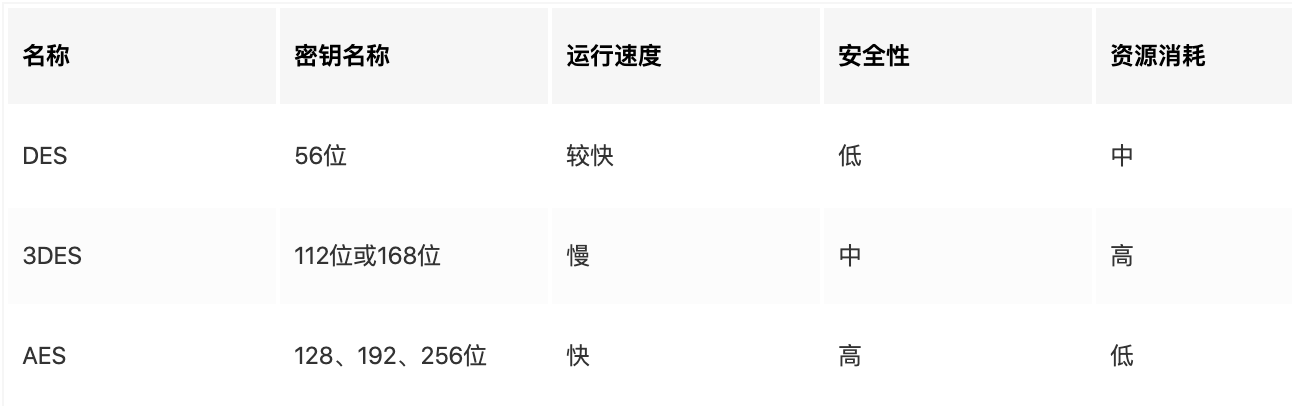 名称 密钥名称 运行速度 安全性 资源消耗
DES 56位 较快 低 中
3DES 112位或168位 慢 中 高
AES 128、192、256位 快 高 低